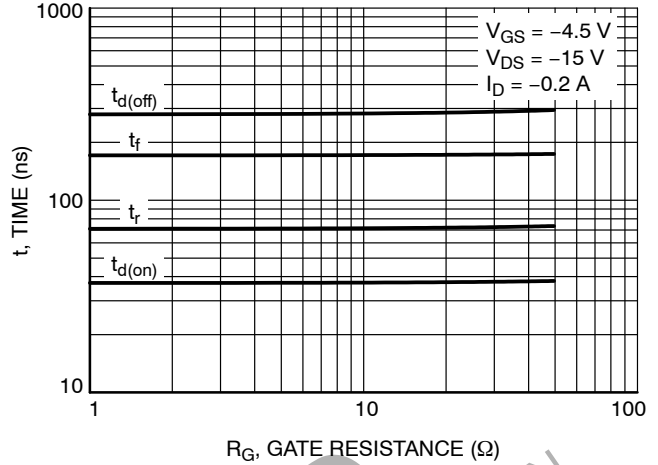 1000
V_GS = −4.5 V
V_DS = −15 V
I_D = −0.2 A
t_d(off)
t_f
t, TIME (ns)
100
t_r
t_d(on)
10
1
10
100
R_G, GATE RESISTANCE (Ω)